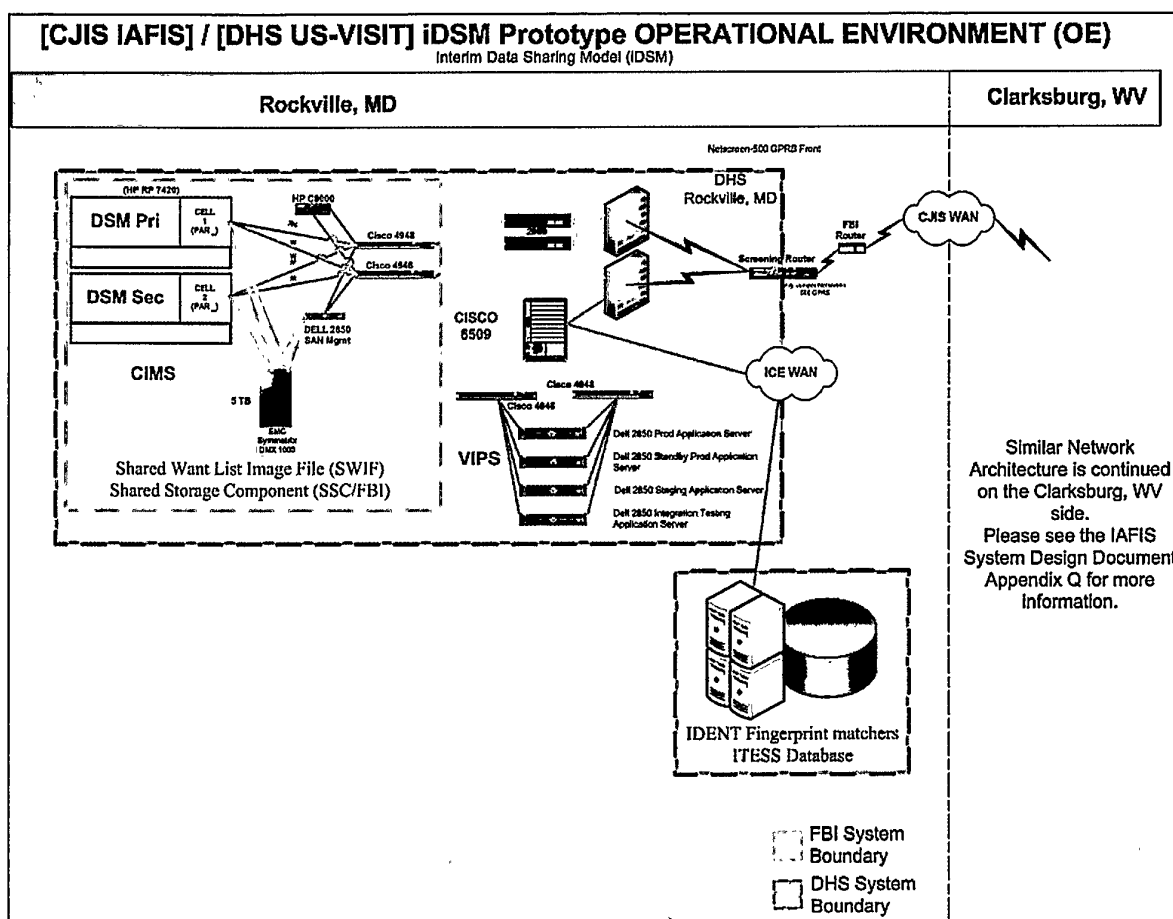 [CJIS IAFIS] / [DHS US-VISIT] iDSM Prototype OPERATIONAL ENVIRONMENT (OE)
Interim Data Sharing Model (iDSM)
Rockville, MD
Clarksburg, WV
Netscreen-500 GPRB Front
DHS
Rockville, MD
(HP RP 7420)
DSM Pri
CELL
1
(PAR_)
DSM Sec
CELL
2
(PAR_)
CIMS
HP C8000
Cisco 4948
Cisco 4948
DELL 2850
SAN Mgmt
5 TB
EMC
Symmetrix
DMX 1000
Shared Want List Image File (SWIF)
Shared Storage Component (SSC/FBI)
CISCO
6509
Screening Router
FBI
Router
CJIS WAN
ICE WAN
Cisco 4948
Cisco 4948
VIPS
Dell 2850 Prod Application Server
Dell 2850 Standby Prod Application
Server
Dell 2850 Staging Application Server
Dell 2850 Integration Testing
Application Server
Similar Network
Architecture is continued
on the Clarksburg, WV
side.
Please see the IAFIS
System Design Document
Appendix Q for more
information.
IDENT Fingerprint matchers
ITESS Database
FBI System
Boundary
DHS System
Boundary